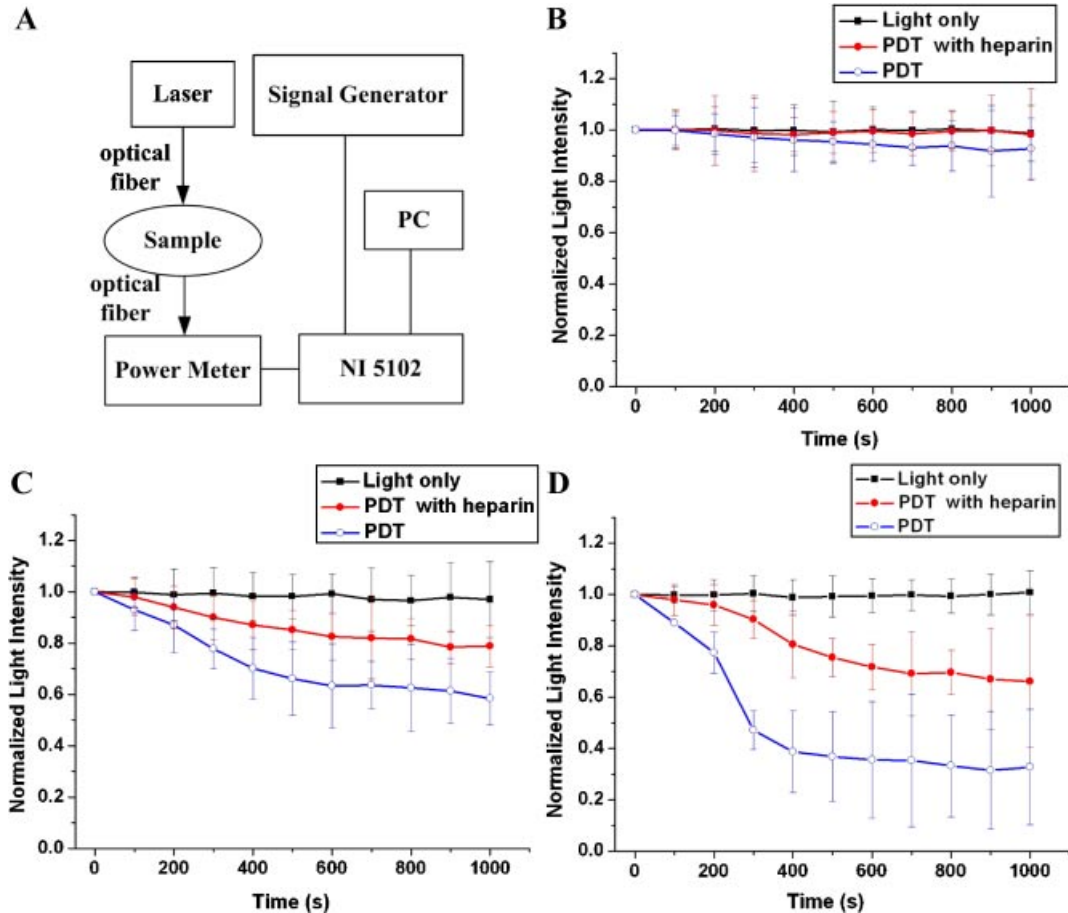 A
Laser
Signal Generator
optical
fiber
PC
Sample
optical
fiber
Power Meter
NI 5102
B
Light only
PDT with heparin
PDT
Normalized Light Intensity
1.2
1.0
0.8
0.6
0.4
0.2
0.0
0 200 400 600 800 1000
Time (s)
C
Light only
PDT with heparin
PDT
Normalized Light Intensity
1.2
1.0
0.8
0.6
0.4
0.2
0.0
0 200 400 600 800 1000
Time (s)
D
Light only
PDT with heparin
PDT
Normalized Light Intensity
1.2
1.0
0.8
0.6
0.4
0.2
0.0
0 200 400 600 800 1000
Time (s)